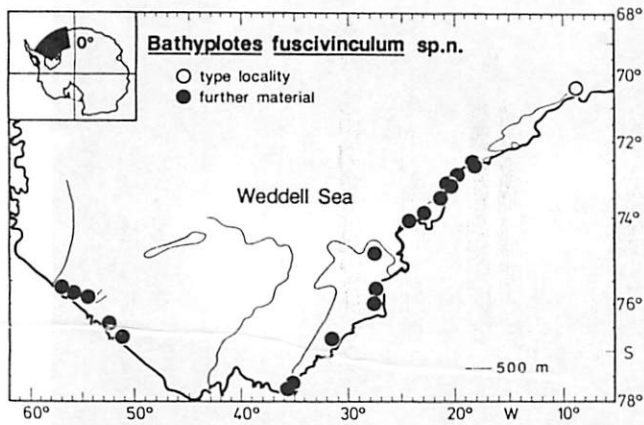 0°
Bathyplotes fuscivinculum sp.n.
type locality
further material
Weddell Sea
500 m
68°
70°
72°
74°
76°
S
78°
60° 50° 40° 30° 20° W 10°